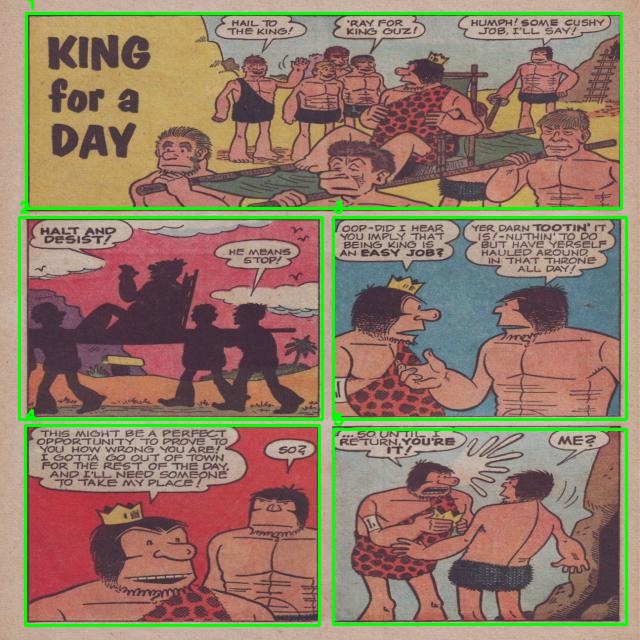 KING
for a
DAY
HAIL TO
THE KING!
'RAY FOR
KING GUZ!
HUMPH! SOME CUSHY
JOB, I'LL SAY!
HALT AND
DESIST!
HE MEANS
STOP!
OOP-DID I HEAR
YOU IMPLY THAT
BEING KING IS
AN EASY JOB?
YER DARN TOOTIN' IT
IS!-NUTHIN' TO DO
BUT HAVE YERSELF
HAULED AROUND
IN THAT THRONE
ALL DAY!
THIS MIGHT BE A PERFECT
OPPORTUNITY TO PROVE TO
YOU HOW WRONG YOU ARE!
I GOTTA GO OUT OF TOWN
FOR THE REST OF THE DAY,
AND I'LL NEED SOMEONE
TO TAKE MY PLACE!
SO?
...SO UNTIL I
RETURN, YOU'RE
IT!
ME?